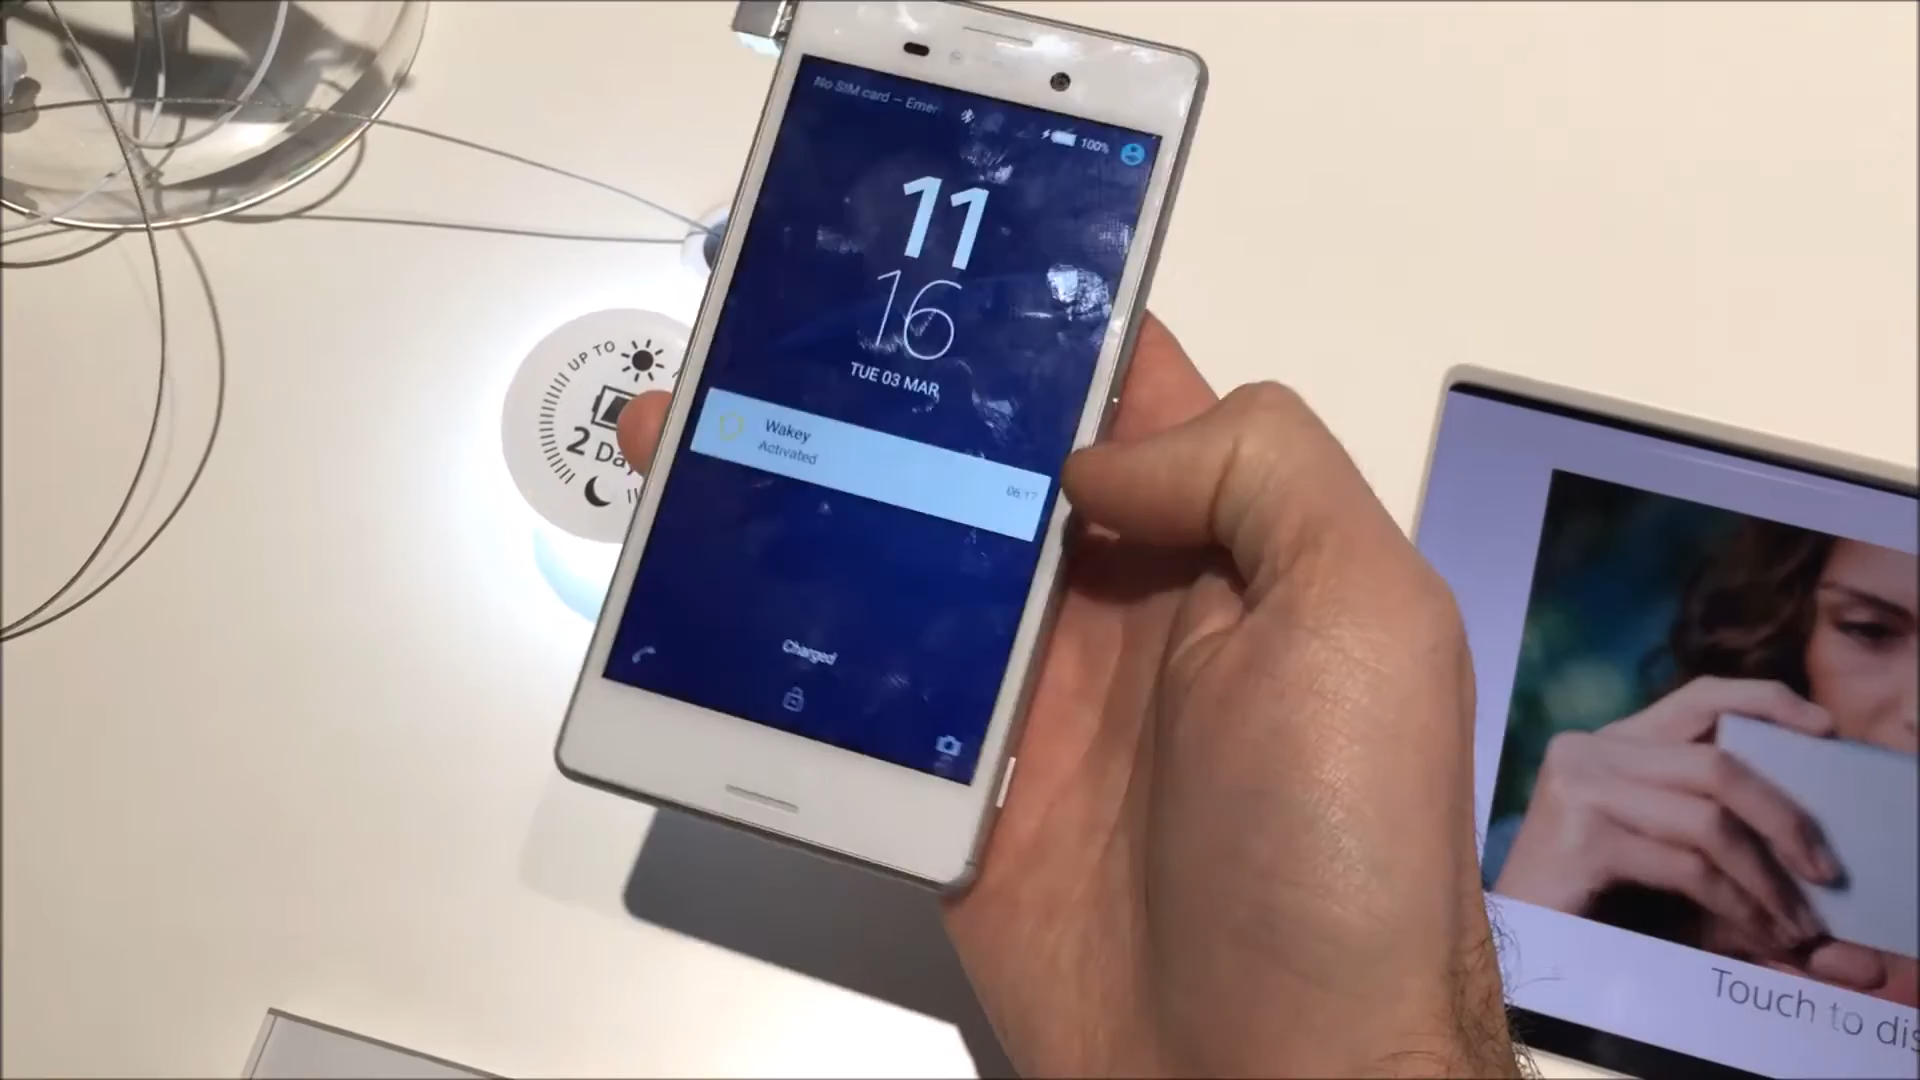 No SIM card – Emer
100%
11
16
TUE 03 MAR
Wakey
Activated
06:17
Charged
UP TO
2 Da
Touch to dis